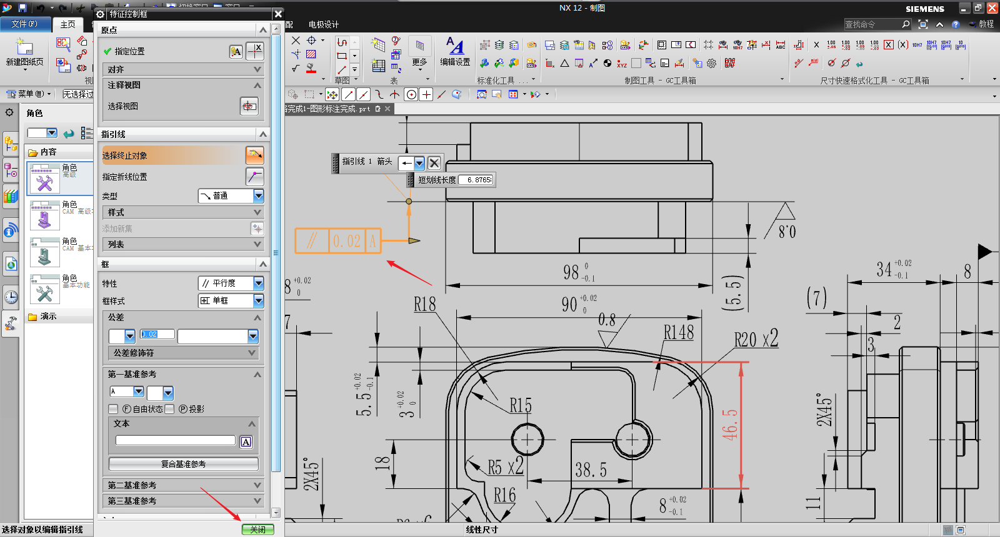 NX 12 - 制图
SIEMENS
文件(F)
主页
配
电极设计
查找命令
教程
新建图纸页
草图
表
更多
编辑设置
标准化工具 ...
制图工具 - GC工具箱
尺寸快速格式化工具 - GC工具箱
菜单(M)
无选择过
各完成1-图形标注完成.prt
角色
内容
角色
高级
角色
CAM 高级
角色
CAM 基本
角色
基本功能
演示
特征控制框
原点
指定位置
对齐
注释视图
选择视图
指引线
选择终止对象
指定折线位置
类型
普通
样式
添加新集
列表
框
特性
平行度
框样式
单框
公差
0.02
公差修饰符
第一基准参考
A
Ⓕ自由状态
Ⓟ投影
文本
复合基准参考
第二基准参考
第三基准参考
关闭
选择对象以编辑指引线
线性尺寸
指引线 1 箭头
短划线长度 6.8765
// 0.02 A
0.8
98 0 -0.1
(5.5)
90 +0.02 0
8 +0.02 0
7
R18
0.8
R148
R20 x2
5.5 +0.02 -0.1
3 +0.02 0
R15
46.5
18
R5 x2
38.5
R16
8 +0.02 -0.1
2X45°
34 +0.02 -0.1
8
(7)
2
3
2X45°
11